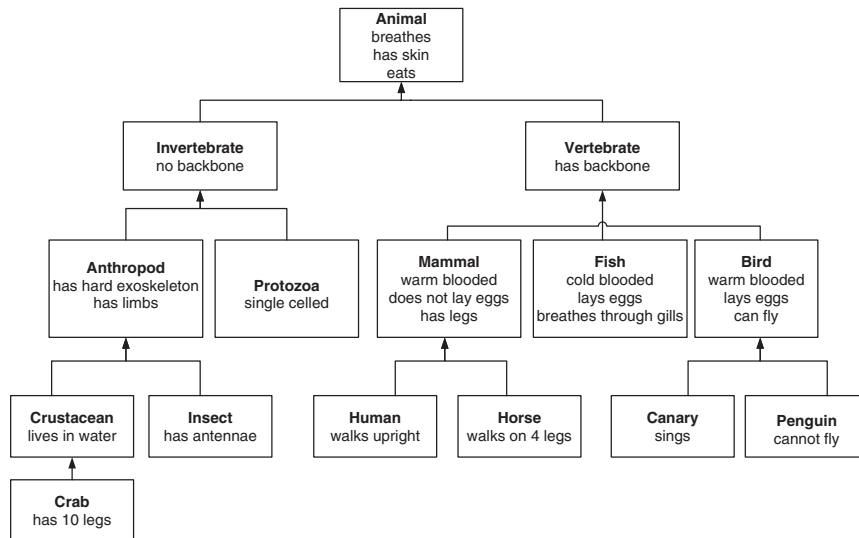 Animal
breathes
has skin
eats
Invertebrate
no backbone
Vertebrate
has backbone
Anthropod
has hard exoskeleton
has limbs
Protozoa
single celled
Mammal
warm blooded
does not lay eggs
has legs
Fish
cold blooded
lays eggs
breathes through gills
Bird
warm blooded
lays eggs
can fly
Crustacean
lives in water
Insect
has antennae
Human
walks upright
Horse
walks on 4 legs
Canary
sings
Penguin
cannot fly
Crab
has 10 legs